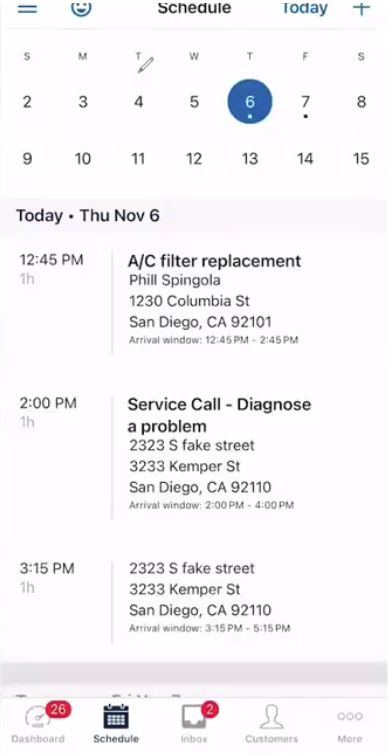 Schedule Today +
S M T W T F S
2 3 4 5 6 7 8
9 10 11 12 13 14 15
Today • Thu Nov 6
12:45 PM
1h
A/C filter replacement
Phill Spingola
1230 Columbia St
San Diego, CA 92101
Arrival window: 12:45 PM - 2:45 PM
2:00 PM
1h
Service Call - Diagnose
a problem
2323 S fake street
3233 Kemper St
San Diego, CA 92110
Arrival window: 2:00 PM - 4:00 PM
3:15 PM
1h
2323 S fake street
3233 Kemper St
San Diego, CA 92110
Arrival window: 3:15 PM - 5:15 PM
26 2
Dashboard Schedule Inbox Customers More